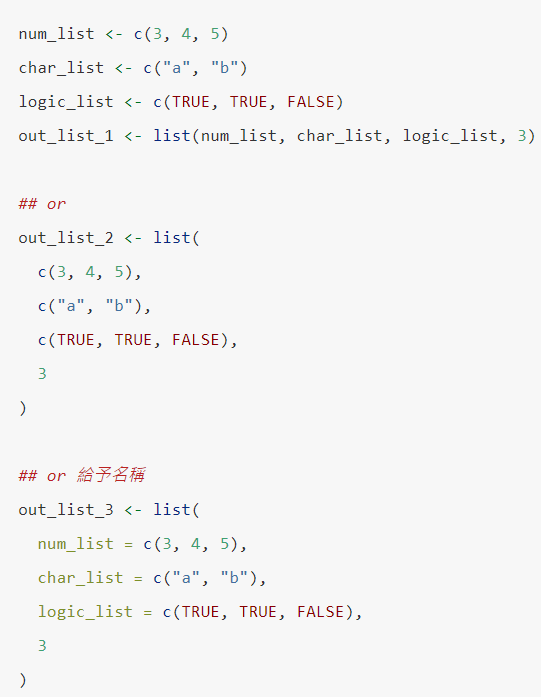 num_list <- c(3, 4, 5)
char_list <- c("a", "b")
logic_list <- c(TRUE, TRUE, FALSE)
out_list_1 <- list(num_list, char_list, logic_list, 3)
## or
out_list_2 <- list(
  c(3, 4, 5),
  c("a", "b"),
  c(TRUE, TRUE, FALSE),
  3
)
## or 給予名稱
out_list_3 <- list(
  num_list = c(3, 4, 5),
  char_list = c("a", "b"),
  logic_list = c(TRUE, TRUE, FALSE),
  3
)